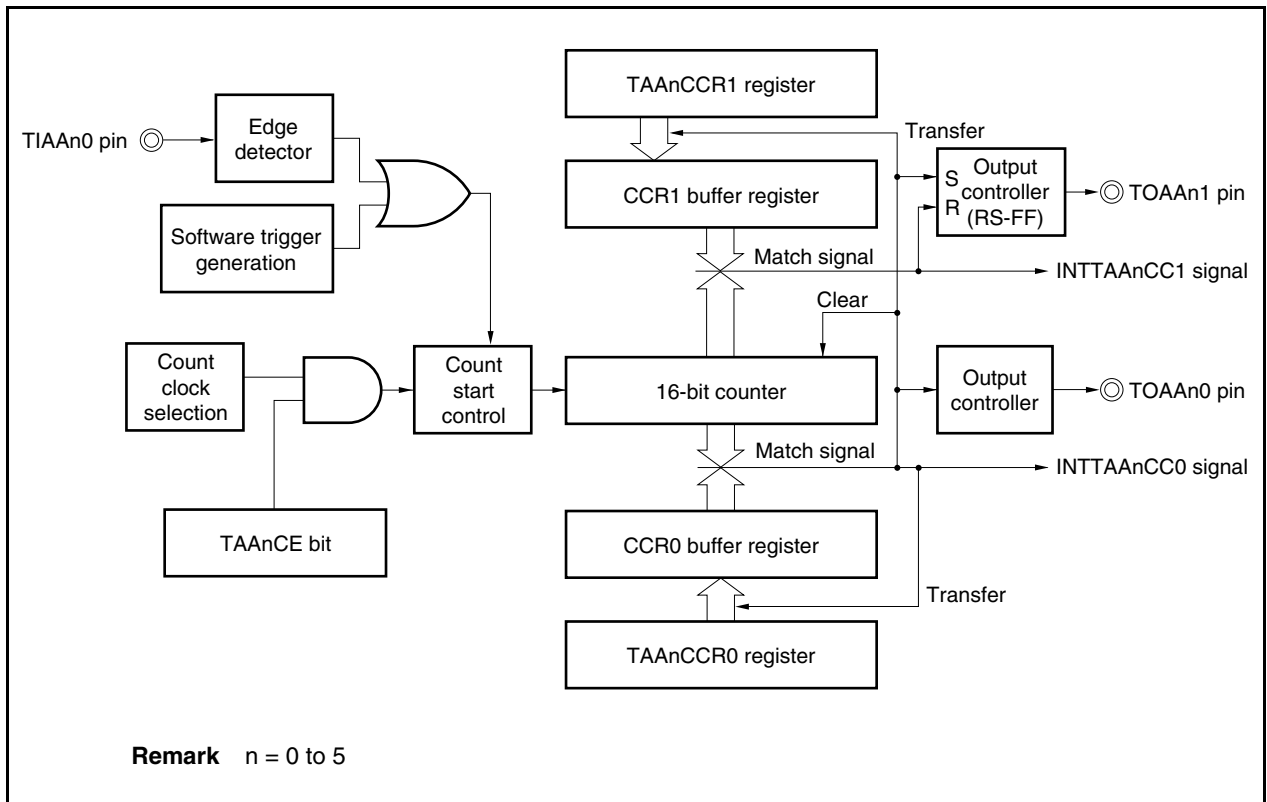 TAAnCCR1 register
TIAAn0 pin
Edge
detector
Transfer
Software trigger
generation
CCR1 buffer register
S
R
Output
controller
(RS-FF)
TOAAn1 pin
Match signal
INTTAAnCC1 signal
Clear
Count
clock
selection
Count
start
control
16-bit counter
Output
controller
TOAAn0 pin
Match signal
INTTAAnCC0 signal
TAAnCE bit
CCR0 buffer register
Transfer
TAAnCCR0 register
Remark n = 0 to 5